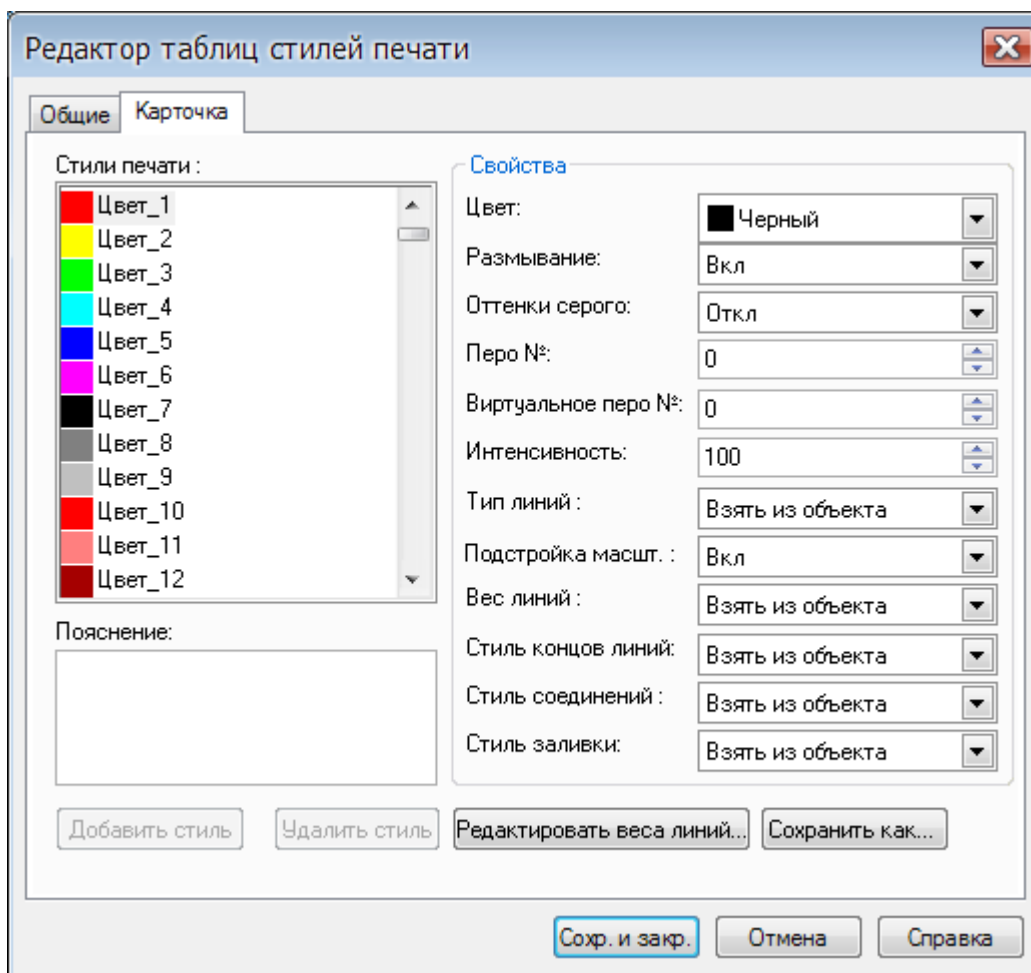 Редактор таблиц стилей печати
Общие
Карточка
Стили печати :
Цвет_1
Цвет_2
Цвет_3
Цвет_4
Цвет_5
Цвет_6
Цвет_7
Цвет_8
Цвет_9
Цвет_10
Цвет_11
Цвет_12
Пояснение:
Добавить стиль
Удалить стиль
Свойства
Цвет: Черный
Размывание: Вкл
Оттенки серого: Откл
Перо №: 0
Виртуальное перо №: 0
Интенсивность: 100
Тип линий : Взять из объекта
Подстройка масшт. : Вкл
Вес линий : Взять из объекта
Стиль концов линий: Взять из объекта
Стиль соединений : Взять из объекта
Стиль заливки: Взять из объекта
Редактировать веса линий...
Сохранить как...
Сохр. и закр.
Отмена
Справка